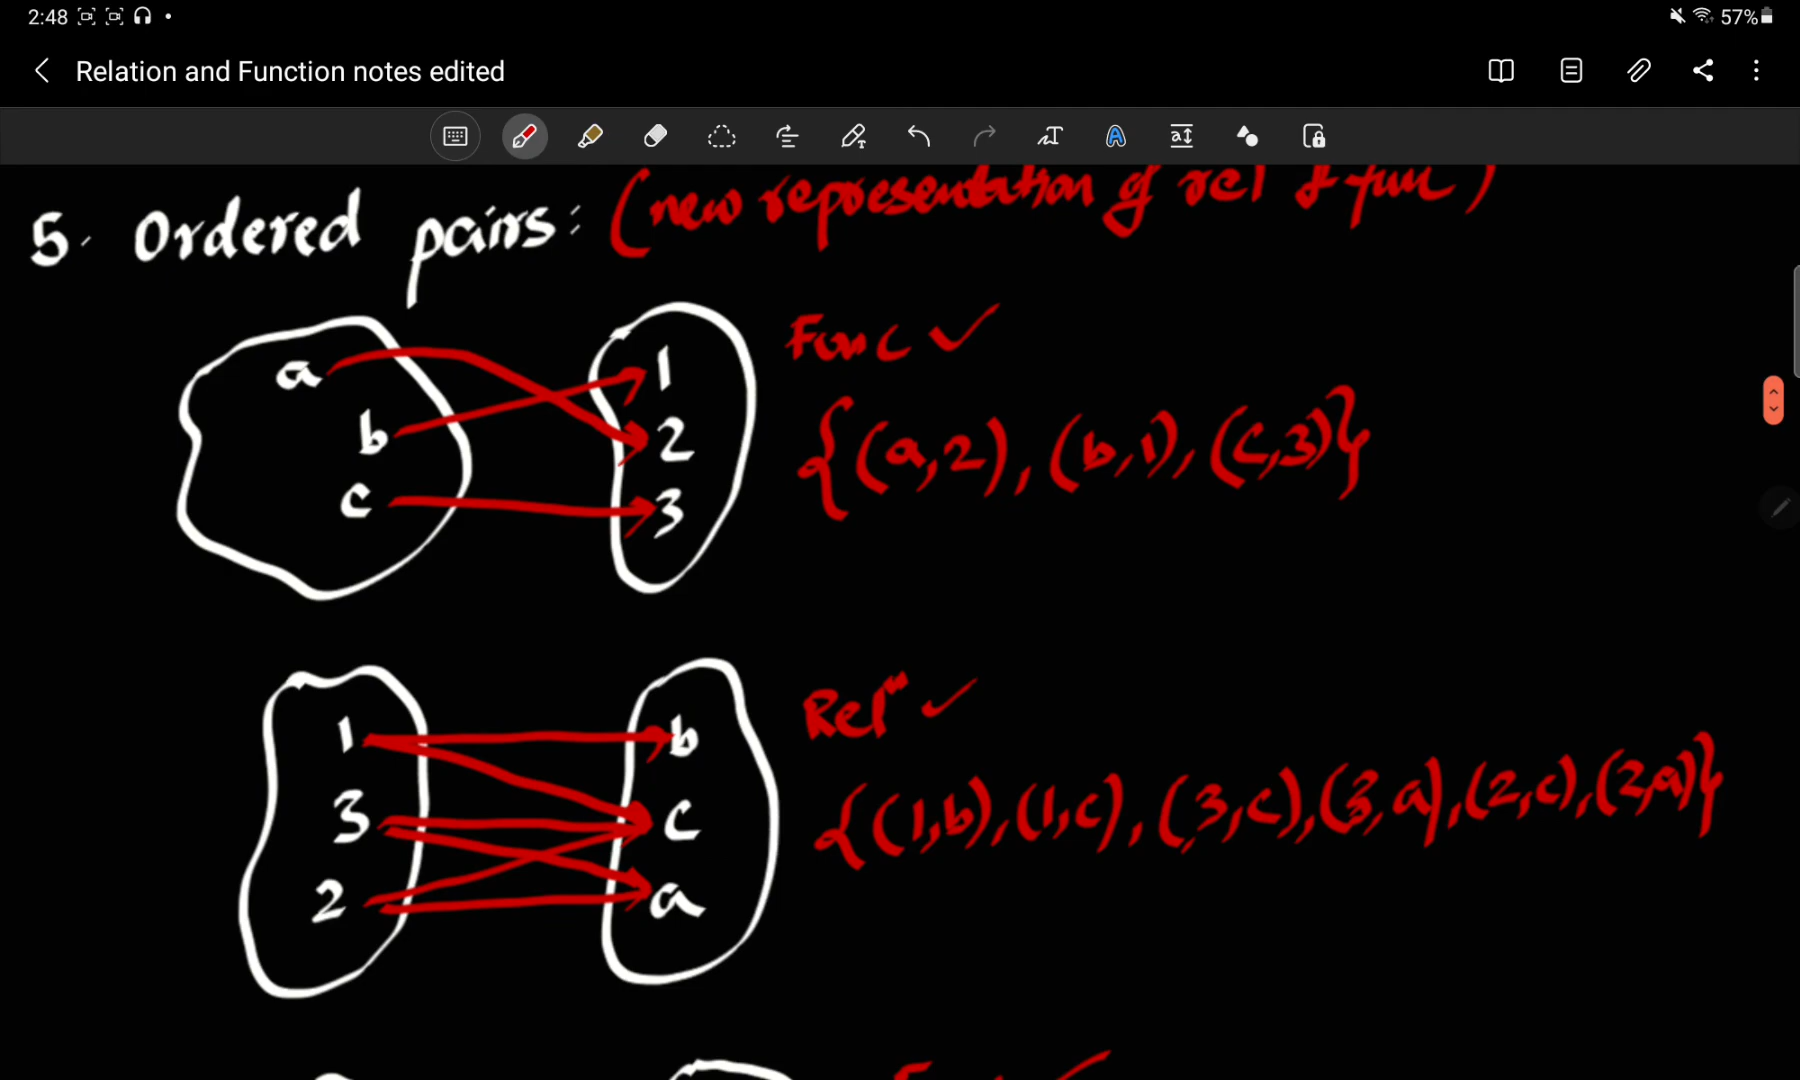 2:48 57%
Relation and Function notes edited
5. Ordered pairs: (new representation of rel & fun)
a 1 Func ✓
b 2 {(a,2), (b,1), (c,3)}
c 3
1 b Relⁿ ✓
3 c {(1,b), (1,c), (3,c), (3,a), (2,c), (2,a)}
2 a